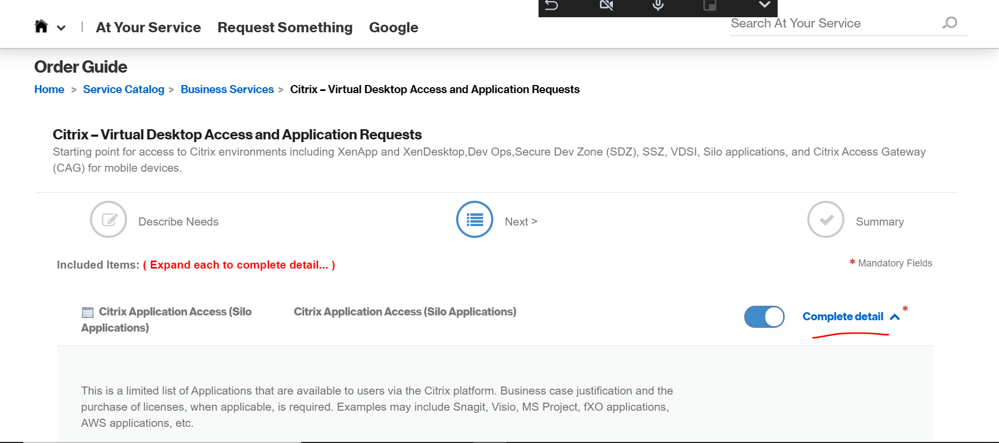 At Your Service Request Something Google
Search At Your Service
Order Guide
Home > Service Catalog > Business Services > Citrix – Virtual Desktop Access and Application Requests
Citrix – Virtual Desktop Access and Application Requests
Starting point for access to Citrix environments including XenApp and XenDesktop,Dev Ops,Secure Dev Zone (SDZ), SSZ, VDSI, Silo applications, and Citrix Access Gateway
(CAG) for mobile devices.
Describe Needs
Next >
Summary
Included Items: ( Expand each to complete detail... )
* Mandatory Fields
Citrix Application Access (Silo
Applications)
Citrix Application Access (Silo Applications)
Complete detail *
This is a limited list of Applications that are available to users via the Citrix platform. Business case justification and the
purchase of licenses, when applicable, is required. Examples may include Snagit, Visio, MS Project, fXO applications,
AWS applications, etc.